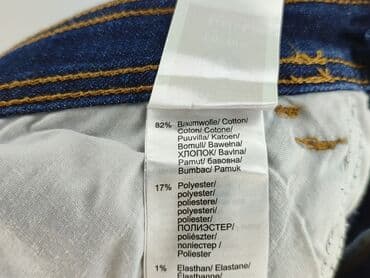 82% Baumwolle/ Cotton/
Coton/ Cotone/
Puuvilla/ Katoen/
Bomull/ Bawełna/
ХЛОПОК/ Bavlna/
Pamut/ бавовна/
Bumbac/ Pamuk
17% Polyester/
polyester/
poliestere/
polyesteri/
poliester/
ПОЛИЭСТЕР/
poliészter/
поліестер /
Poliester
1% Elasthan/ Elastane/
Élasthanne/